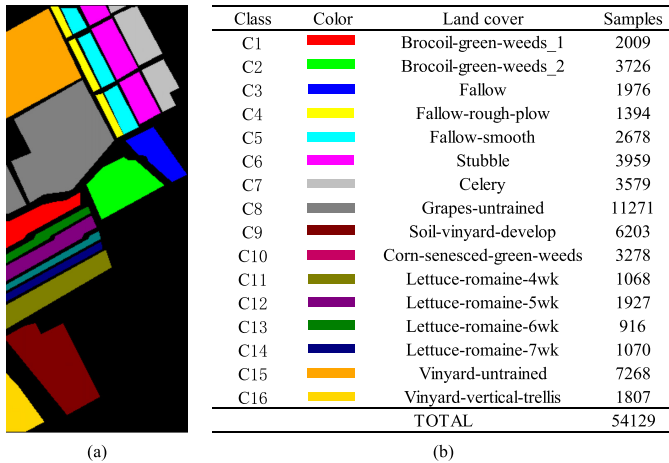 Class Color Land cover Samples
C1 Brocoil-green-weeds_1 2009
C2 Brocoil-green-weeds_2 3726
C3 Fallow 1976
C4 Fallow-rough-plow 1394
C5 Fallow-smooth 2678
C6 Stubble 3959
C7 Celery 3579
C8 Grapes-untrained 11271
C9 Soil-vinyard-develop 6203
C10 Corn-senesced-green-weeds 3278
C11 Lettuce-romaine-4wk 1068
C12 Lettuce-romaine-5wk 1927
C13 Lettuce-romaine-6wk 916
C14 Lettuce-romaine-7wk 1070
C15 Vinyard-untrained 7268
C16 Vinyard-vertical-trellis 1807
TOTAL 54129
(a) (b)